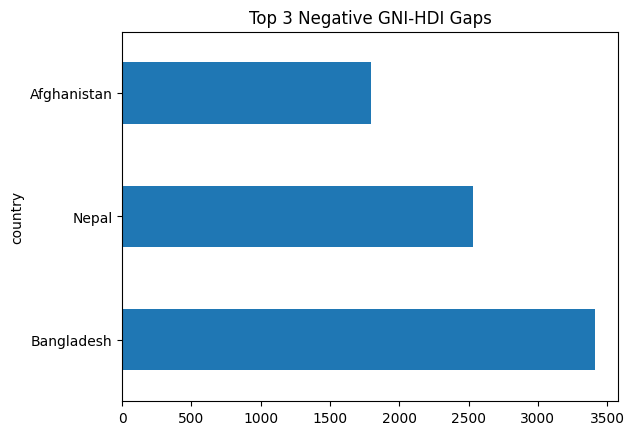 Top 3 Negative GNI-HDI Gaps
country
Afghanistan
Nepal
Bangladesh
0 500 1000 1500 2000 2500 3000 3500